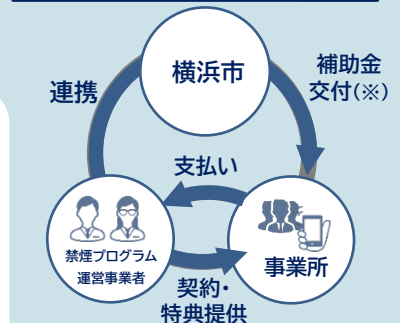 横浜市
連携
補助金
交付(※)
支払い
禁煙プログラム
運営事業者
事業所
契約・
特典提供